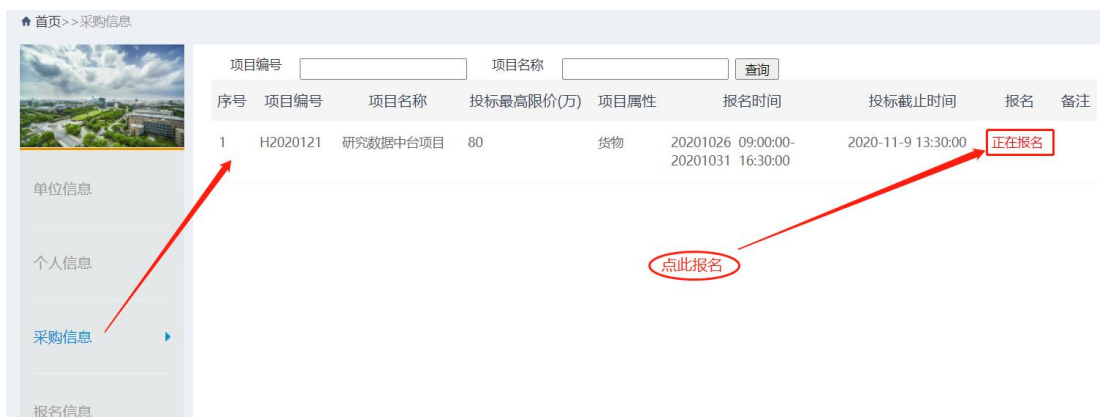 首页>>采购信息
项目编号 项目名称 查询
序号 项目编号 项目名称 投标最高限价(万) 项目属性 报名时间 投标截止时间 报名 备注
1 H2020121 研究数据中台项目 80 货物 20201026 09:00:00- 2020-11-9 13:30:00 正在报名
20201031 16:30:00
单位信息
个人信息
点此报名
采购信息
报名信息